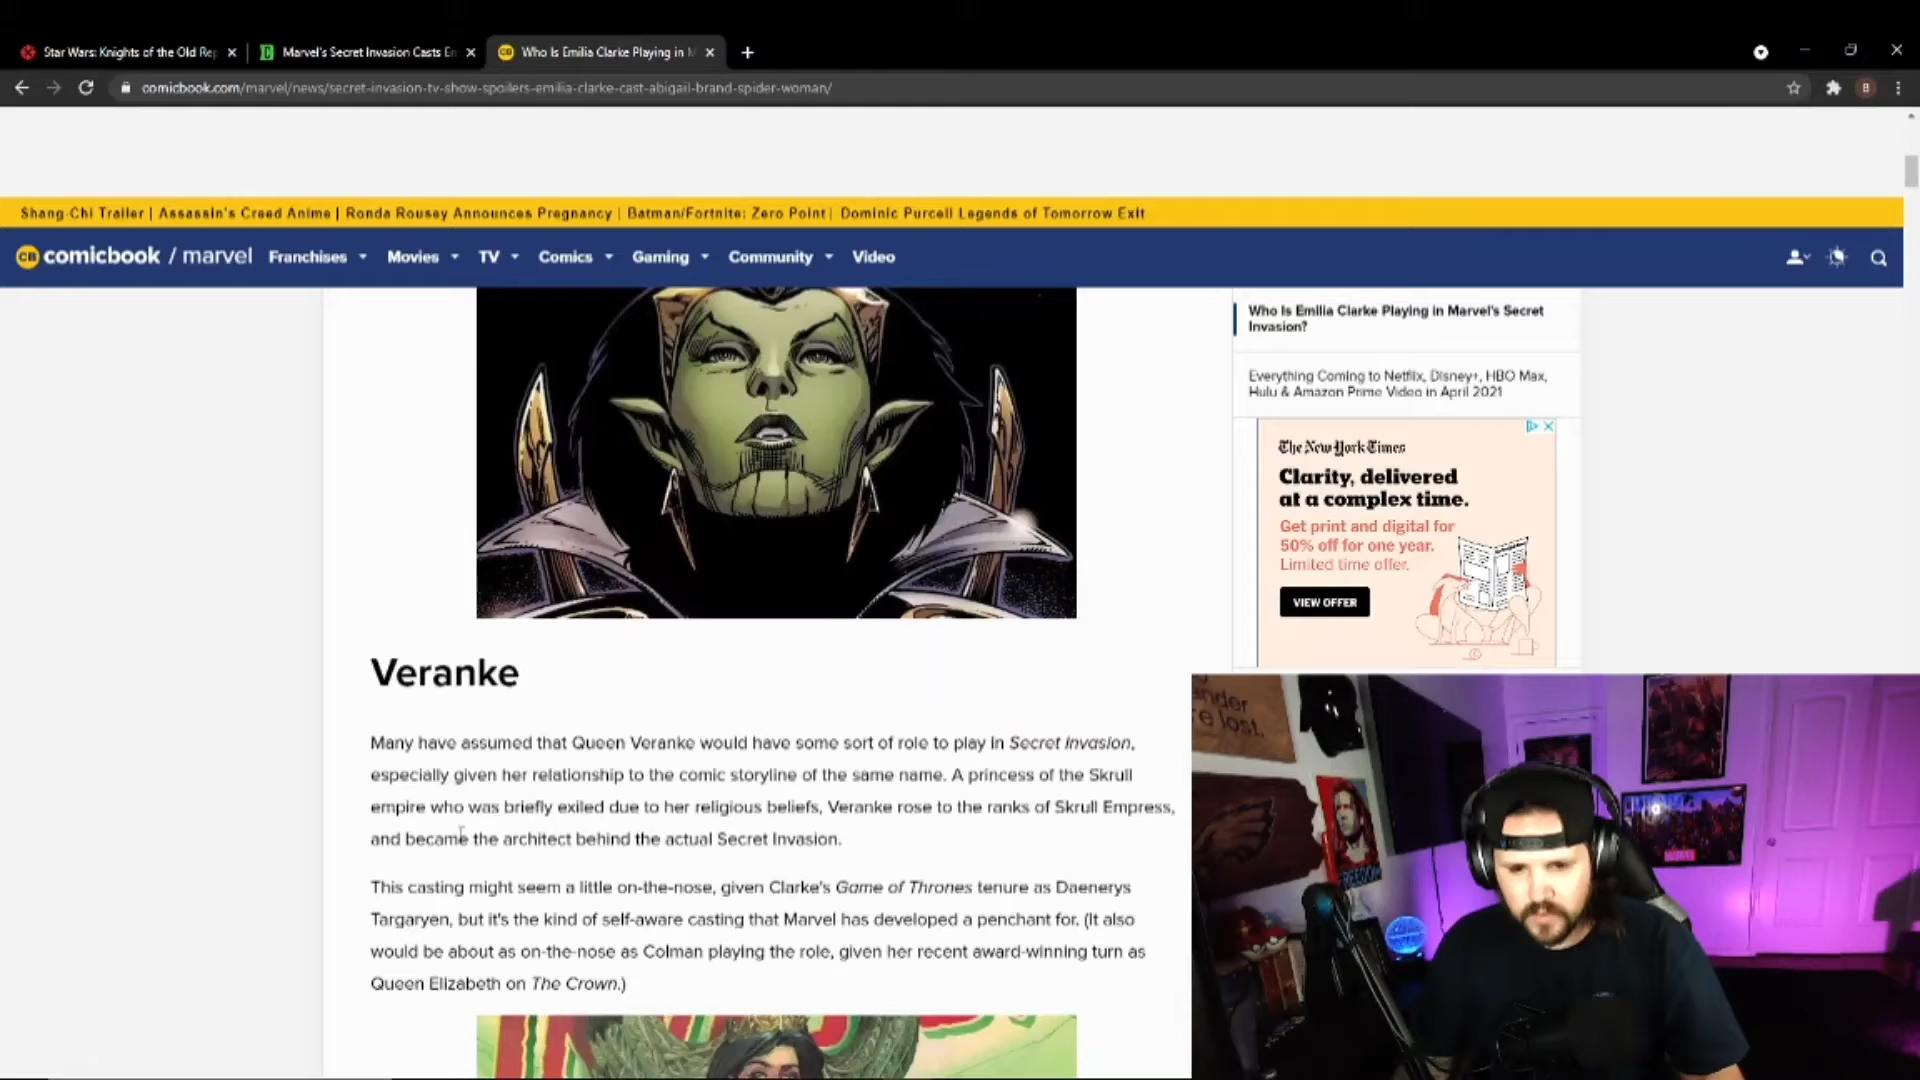 Star Wars: Knights of the Old Rep
Marvel's Secret Invasion Casts Em
Who Is Emilia Clarke Playing in M
comicbook.com/marvel/news/secret-invasion-tv-show-spoilers-emilia-clarke-cast-abigail-brand-spider-woman/
B
Shang-Chi Trailer | Assassin's Creed Anime | Ronda Rousey Announces Pregnancy | Batman/Fortnite: Zero Point | Dominic Purcell Legends of Tomorrow Exit
CB comicbook / marvel Franchises Movies TV Comics Gaming Community Video
Who Is Emilia Clarke Playing in Marvel's Secret
Invasion?
Everything Coming to Netflix, Disney+, HBO Max,
Hulu & Amazon Prime Video in April 2021
The New York Times
Clarity, delivered
at a complex time.
Get print and digital for
50% off for one year.
Limited time offer.
VIEW OFFER
Veranke
Many have assumed that Queen Veranke would have some sort of role to play in Secret Invasion,
especially given her relationship to the comic storyline of the same name. A princess of the Skrull
empire who was briefly exiled due to her religious beliefs, Veranke rose to the ranks of Skrull Empress,
and became the architect behind the actual Secret Invasion.
This casting might seem a little on-the-nose, given Clarke's Game of Thrones tenure as Daenerys
Targaryen, but it's the kind of self-aware casting that Marvel has developed a penchant for. (It also
would be about as on-the-nose as Colman playing the role, given her recent award-winning turn as
Queen Elizabeth on The Crown.)
ander
re lost.
FREEDOM
MARVEL